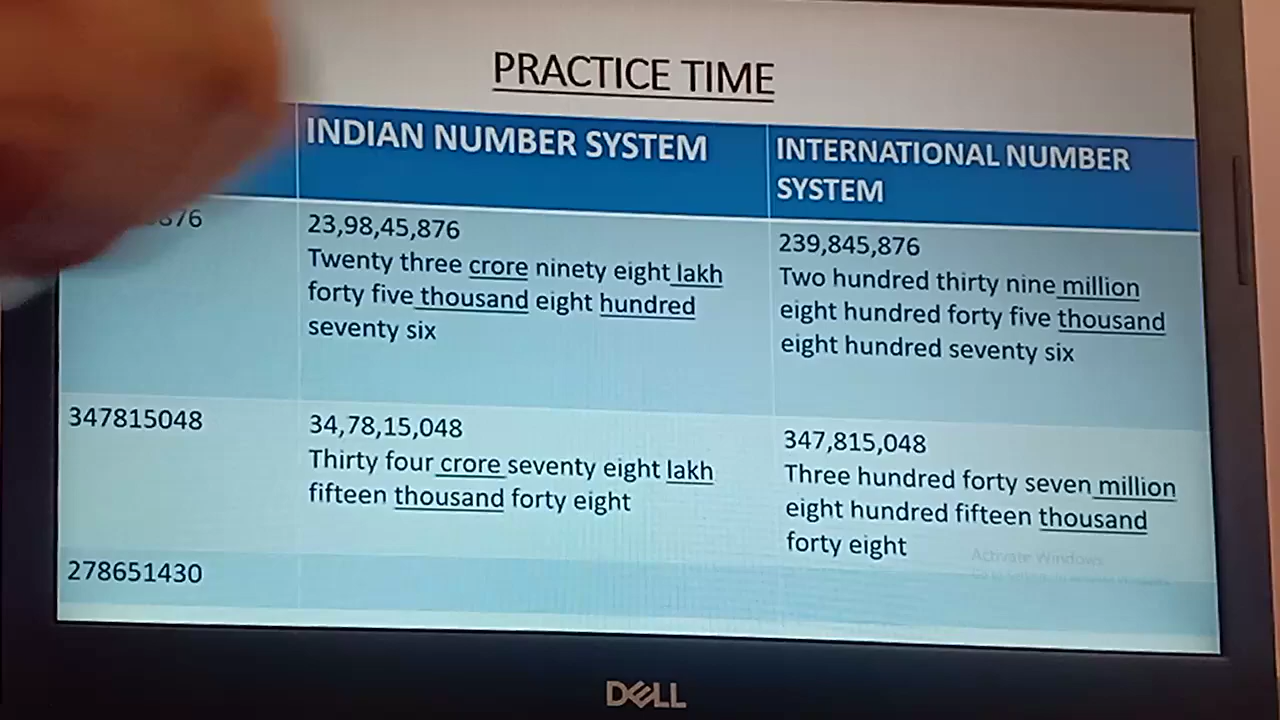 PRACTICE TIME
INDIAN NUMBER SYSTEM
INTERNATIONAL NUMBER
SYSTEM
876
23,98,45,876
Twenty three crore ninety eight lakh
forty five thousand eight hundred
seventy six
239,845,876
Two hundred thirty nine million
eight hundred forty five thousand
eight hundred seventy six
347815048
34,78,15,048
Thirty four crore seventy eight lakh
fifteen thousand forty eight
347,815,048
Three hundred forty seven million
eight hundred fifteen thousand
forty eight
Activate Windows
278651430
DELL